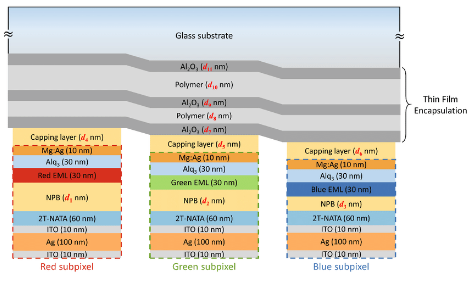 Glass substrate
Al₂O₃ (d₁₁ nm)
Polymer (d₁₀ nm)
Al₂O₃ (d₉ nm)
Polymer (d₈ nm)
Al₂O₃ (d₇ nm)
Thin Film
Encapsulation
Capping layer (d₄ nm)
Mg:Ag (10 nm)
Alq₃ (30 nm)
Red EML (30 nm)
NPB (d₁ nm)
2T-NATA (60 nm)
ITO (10 nm)
Ag (100 nm)
ITO (10 nm)
Red subpixel
Capping layer (d₅ nm)
Mg:Ag (10 nm)
Alq₃ (30 nm)
Green EML (30 nm)
NPB (d₂ nm)
2T-NATA (60 nm)
ITO (10 nm)
Ag (100 nm)
ITO (10 nm)
Green subpixel
Capping layer (d₆ nm)
Mg:Ag (10 nm)
Alq₃ (30 nm)
Blue EML (30 nm)
NPB (d₃ nm)
2T-NATA (60 nm)
ITO (10 nm)
Ag (100 nm)
ITO (10 nm)
Blue subpixel